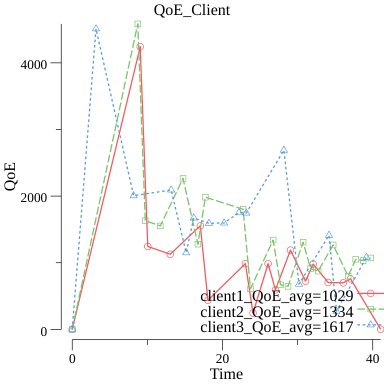 QoE_Client
4000
2000
0
QoE
client1_QoE_avg=1029
client2_QoE_avg=1334
client3_QoE_avg=1617
0
20
40
Time